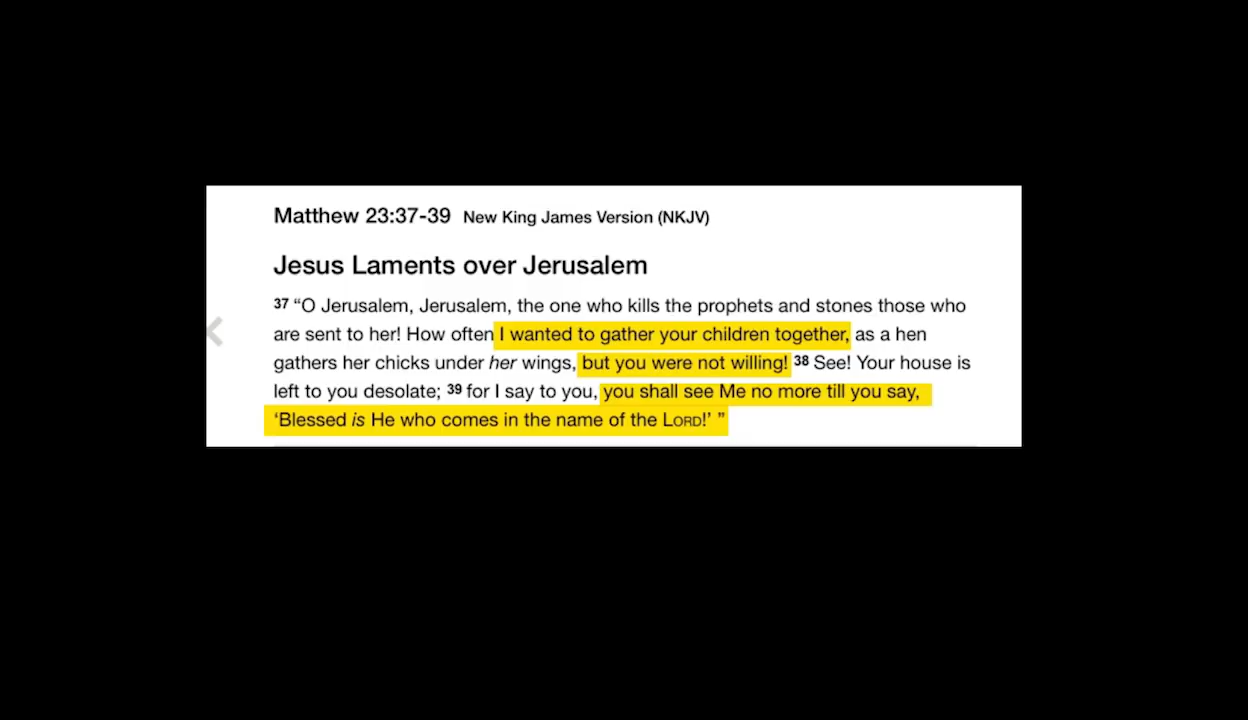 Matthew 23:37-39 New King James Version (NKJV)
Jesus Laments over Jerusalem
37 “O Jerusalem, Jerusalem, the one who kills the prophets and stones those who
are sent to her! How often I wanted to gather your children together, as a hen
gathers her chicks under her wings, but you were not willing! 38 See! Your house is
left to you desolate; 39 for I say to you, you shall see Me no more till you say,
‘Blessed is He who comes in the name of the LORD!’ ”